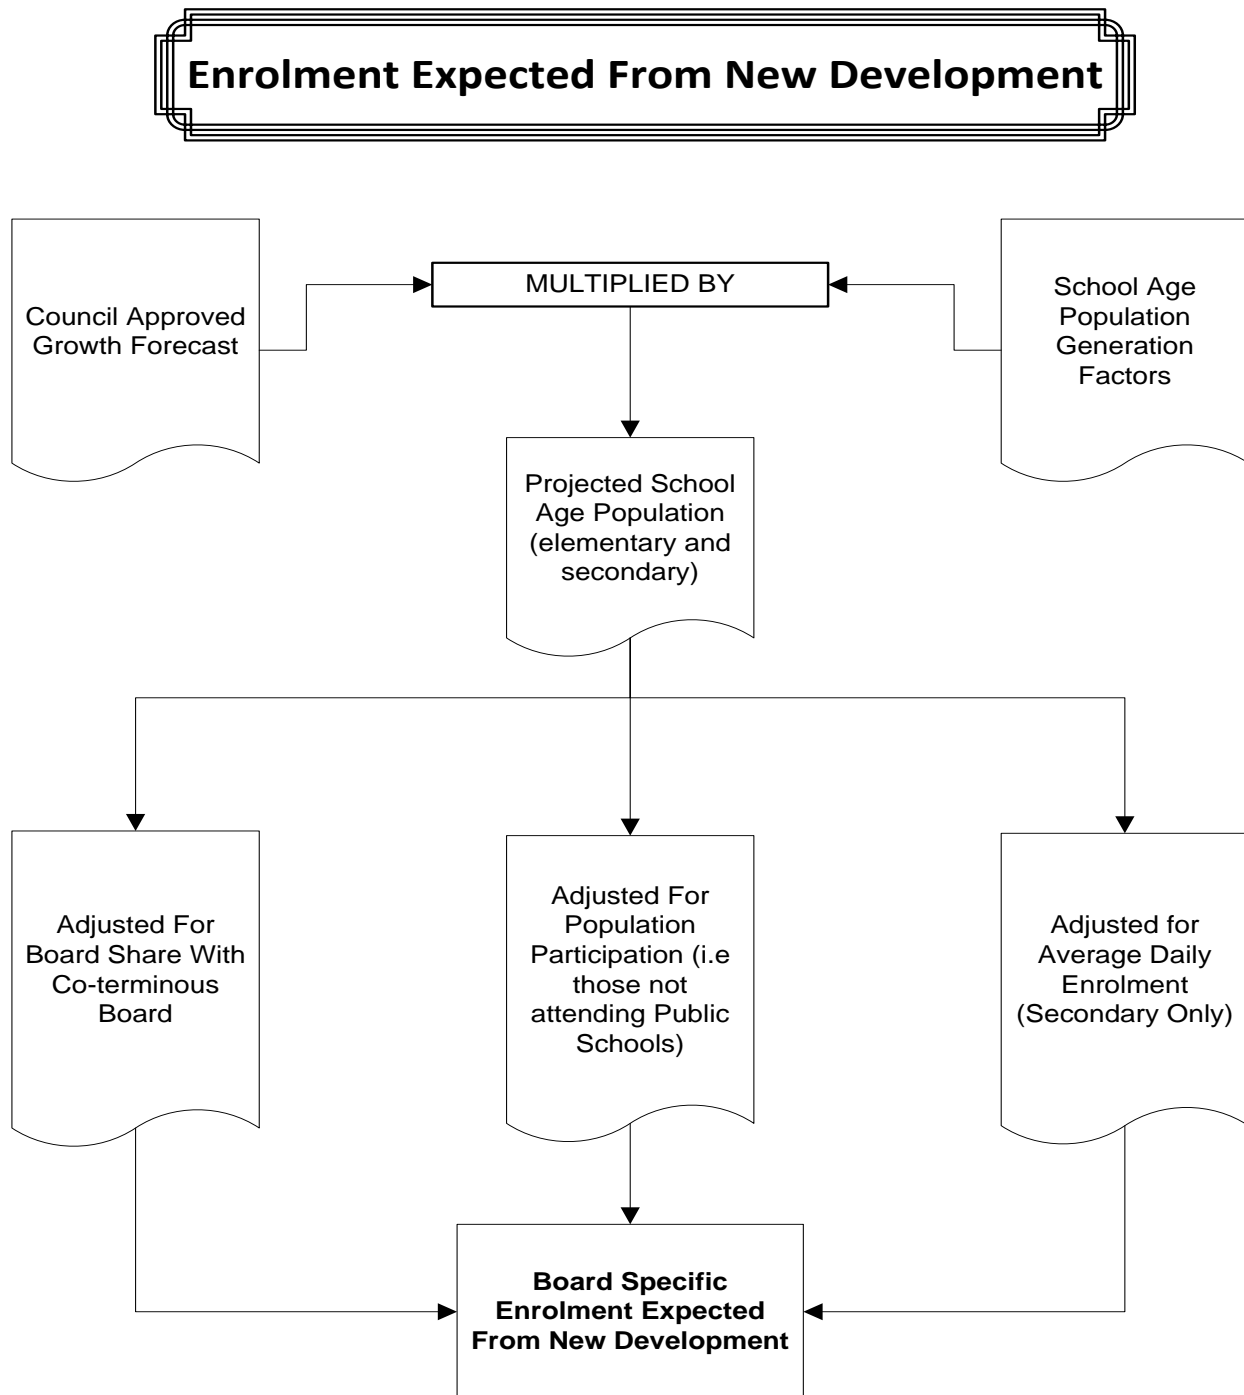 Enrolment Expected From New Development
Council Approved
Growth Forecast
MULTIPLIED BY
School Age
Population
Generation
Factors
Projected School
Age Population
(elementary and
secondary)
Adjusted For
Board Share With
Co-terminous
Board
Adjusted For
Population
Participation (i.e
those not
attending Public
Schools)
Adjusted for
Average Daily
Enrolment
(Secondary Only)
Board Specific
Enrolment Expected
From New Development